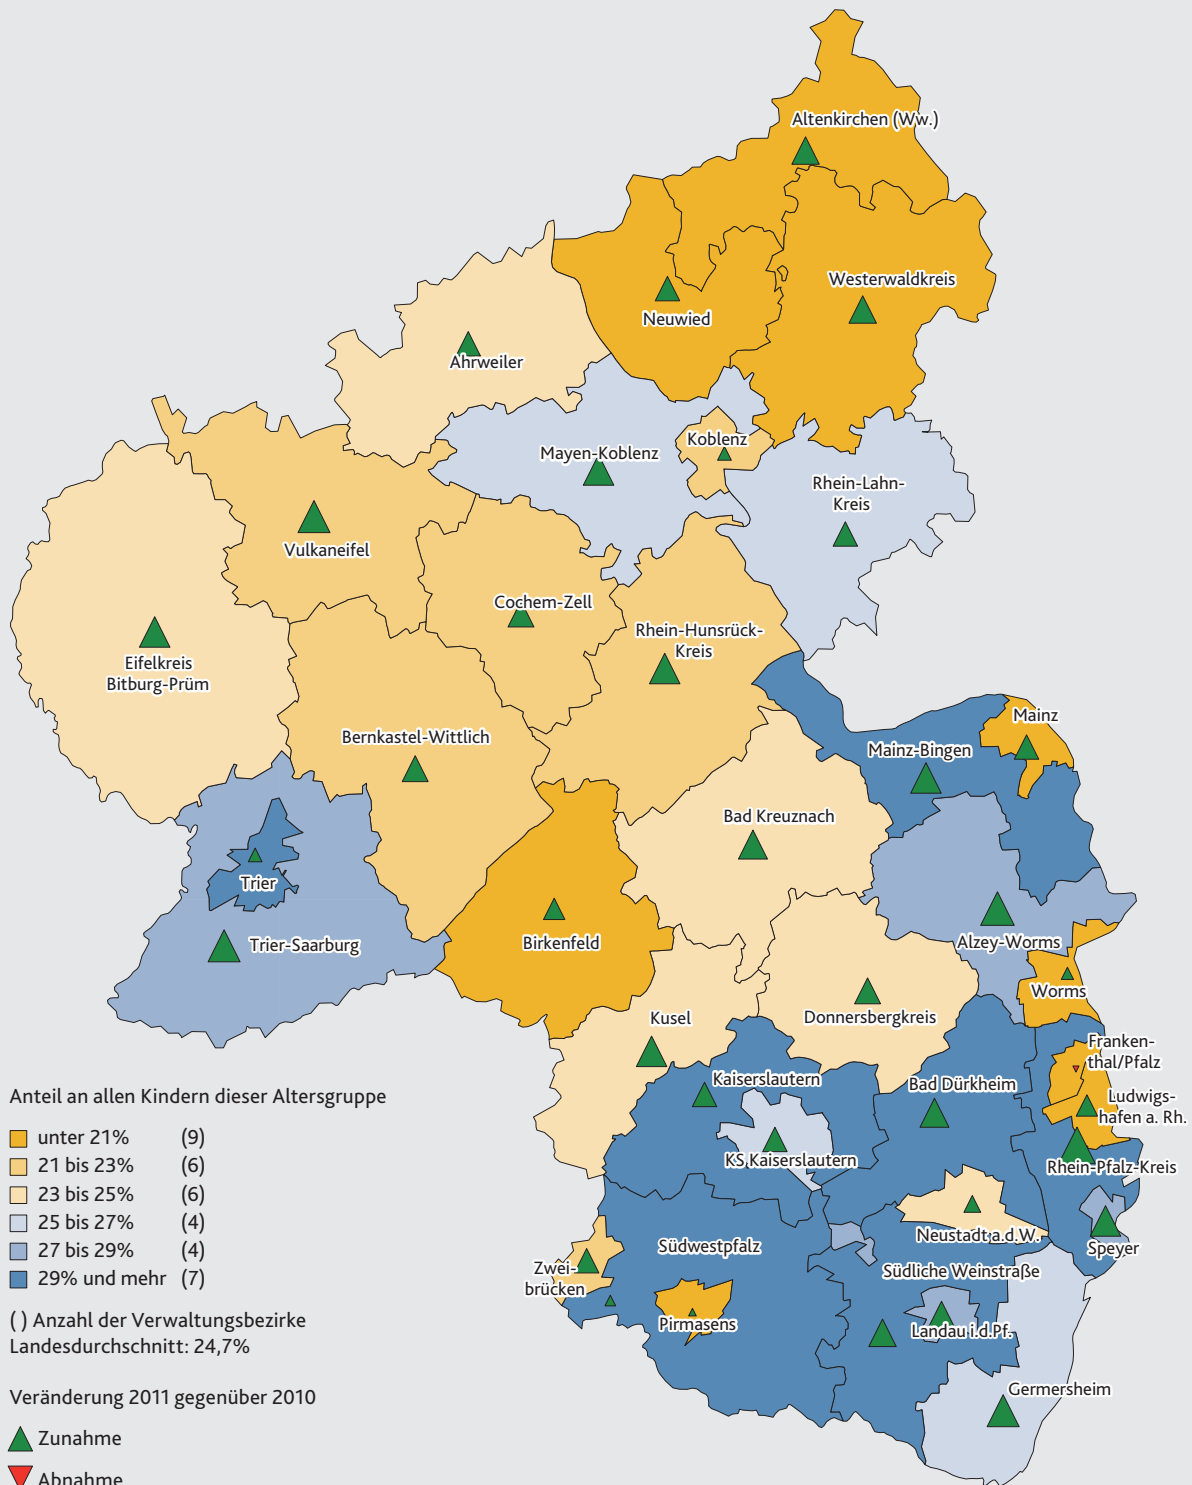 Altenkirchen (Ww.)
Westerwaldkreis
Neuwied
Ahrweiler
Koblenz
Mayen-Koblenz
Rhein-Lahn-
Kreis
Vulkaneifel
Cochem-Zell
Rhein-Hunsrück-
Kreis
Eifelkreis
Bitburg-Prüm
Mainz
Bernkastel-Wittlich
Mainz-Bingen
Bad Kreuznach
Trier
Birkenfeld
Trier-Saarburg
Alzey-Worms
Worms
Kusel
Donnersbergkreis
Franken-
thal/Pfalz
Kaiserslautern
Bad Dürkheim
Ludwigs-
hafen a. Rh.
KS Kaiserslautern
Rhein-Pfalz-Kreis
Neustadt a.d.W.
Speyer
Südwestpfalz
Zwei-
brücken
Südliche Weinstraße
Pirmasens
Landau i.d.Pf.
Germersheim
Anteil an allen Kindern dieser Altersgruppe
unter 21% (9)
21 bis 23% (6)
23 bis 25% (6)
25 bis 27% (4)
27 bis 29% (4)
29% und mehr (7)
( ) Anzahl der Verwaltungsbezirke
Landesdurchschnitt: 24,7%
Veränderung 2011 gegenüber 2010
Zunahme
Abnahme